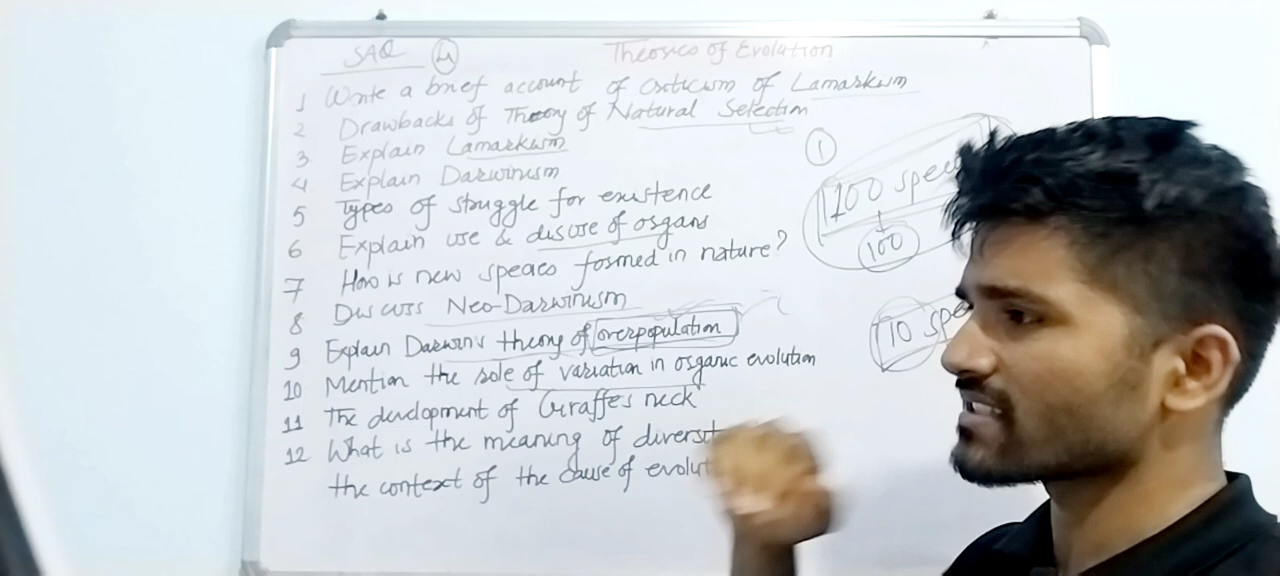 SAQ 4
Theories of Evolution
1 Write a brief account of criticism of Lamarkism
2 Drawbacks of Theory of Natural Selection
3 Explain Lamarkism
4 Explain Darwinism
5 Types of struggle for existence
6 Explain use & disuse of organs
7 How is new species formed in nature?
8 Discuss Neo-Darwinism
9 Explain Darwin's theory of overpopulation
10 Mention the role of variation in organic evolution
11 The development of Giraffe's neck
12 What is the meaning of
the context of the cause of
1
100
100
10